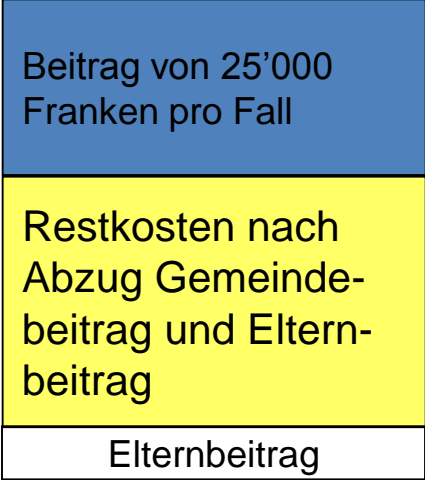 Beitrag von 25’000
Franken pro Fall
Restkosten nach
Abzug Gemeinde-
beitrag und Eltern-
beitrag
Elternbeitrag